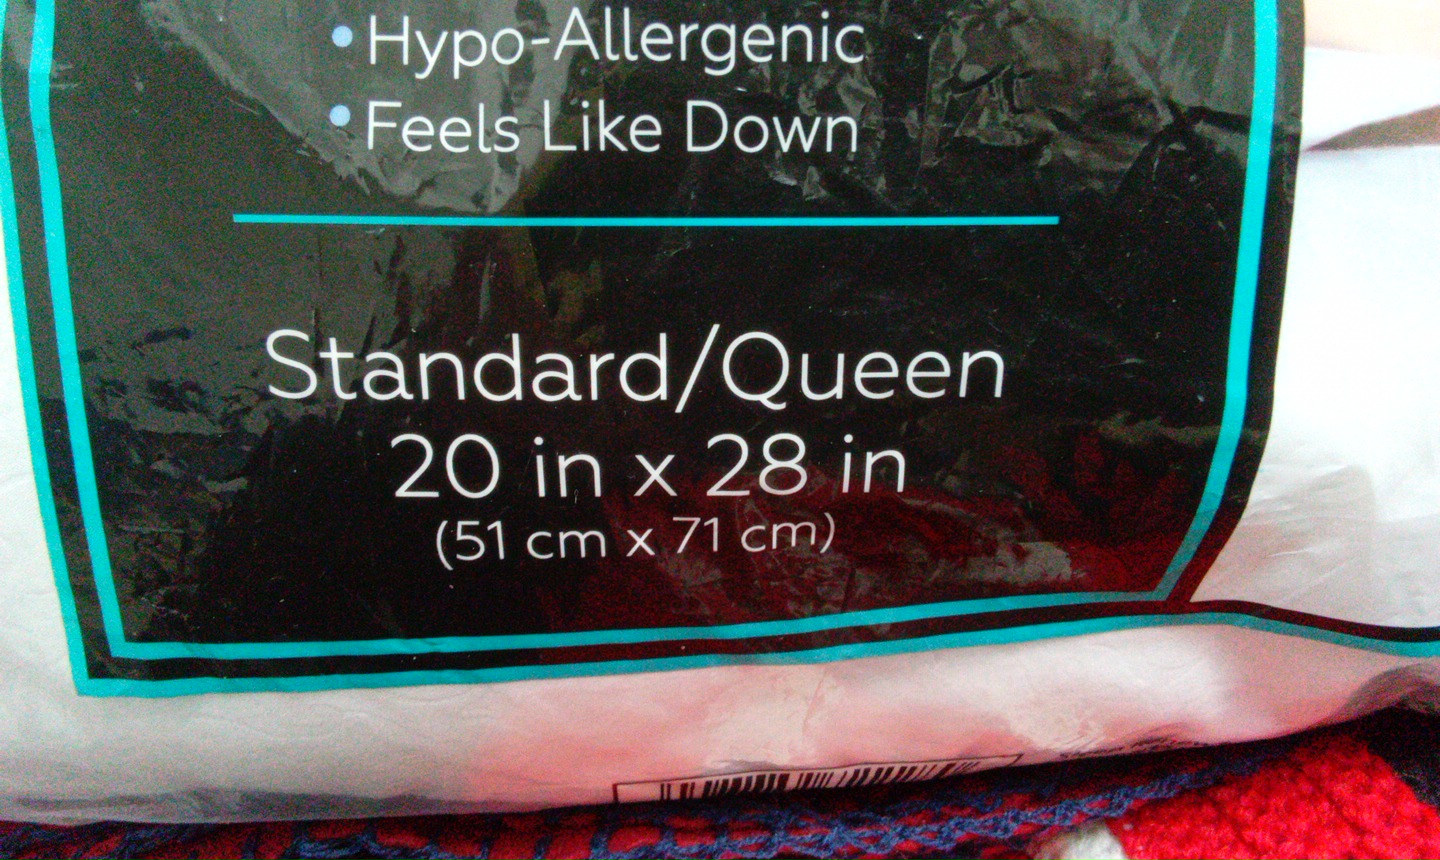 • Hypo-Allergenic
• Feels Like Down
Standard/Queen
20 in x 28 in
(51 cm x 71 cm)